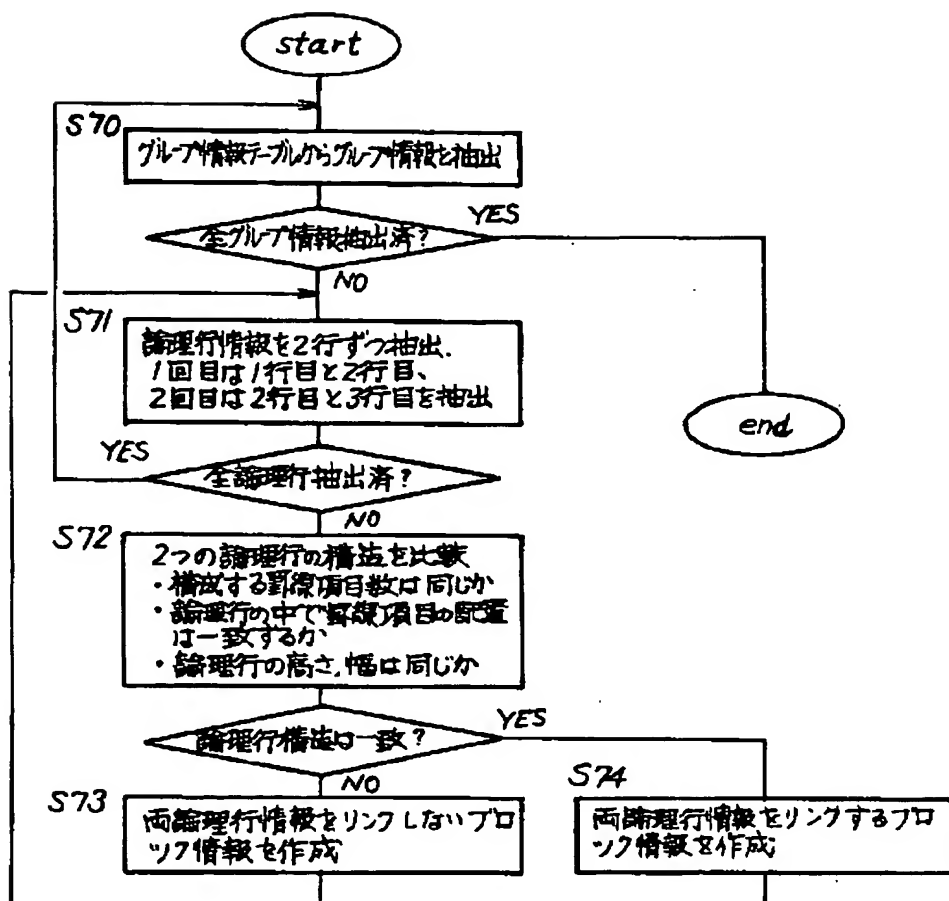 start
S70
グループ情報テーブルからグループ情報を抽出
全グループ情報抽出済?
YES
NO
S71
論理行情報を2行ずつ抽出.
1回目は1行目と2行目、
2回目は2行目と3行目を抽出
end
YES
全論理行抽出済?
NO
S72
2つの論理行の構造を比較
・構成する罫線項目数は同じか
・論理行の中で罫線項目の配置
は一致するか
・論理行の高さ,幅は同じか
論理行構造は一致?
YES
NO
S73
両論理行情報をリンクしないブロ
ック情報を作成
S74
両論理行情報をリンクするブロ
ック情報を作成